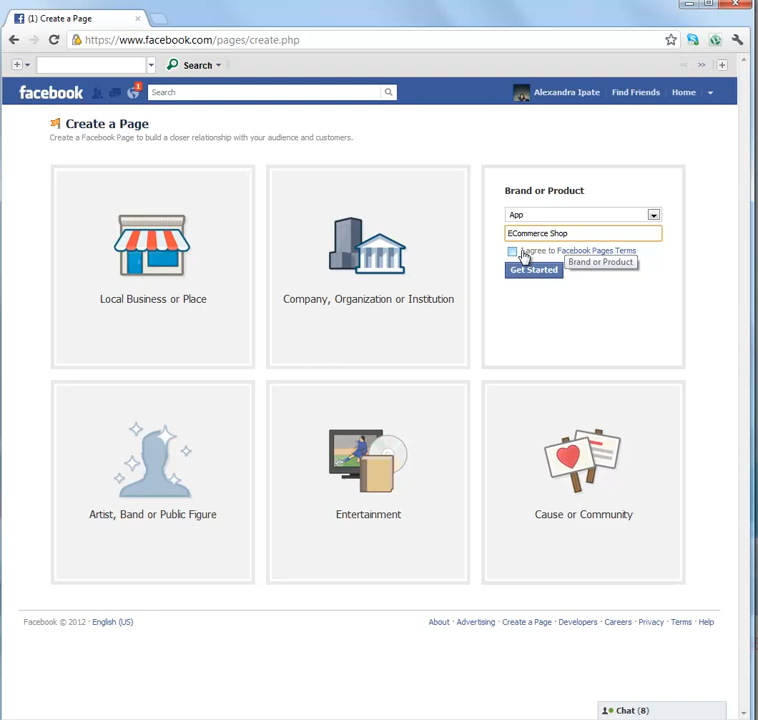 (1) Create a Page
https://www.facebook.com/pages/create.php
Search
facebook
1
Search
Alexandra Ipate
Find Friends
Home
Create a Page
Create a Facebook Page to build a closer relationship with your audience and customers.
Local Business or Place
Company, Organization or Institution
Brand or Product
App
ECommerce Shop
agree to Facebook Pages Terms
Brand or Product
Get Started
Artist, Band or Public Figure
Entertainment
Cause or Community
Facebook © 2012 · English (US)
About · Advertising · Create a Page · Developers · Careers · Privacy · Terms · Help
Chat (8)